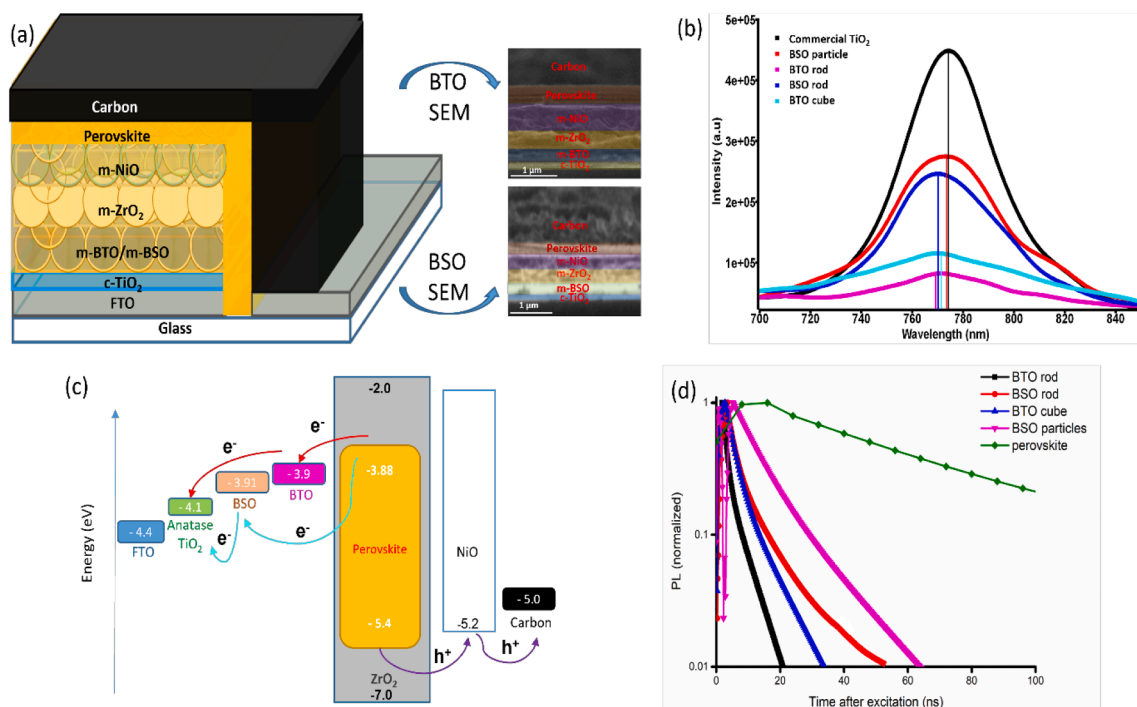 (a)
Carbon
Perovskite
m-NiO
m-ZrO₂
m-BTO/m-BSO
c-TiO₂
FTO
Glass
BTO
SEM
BSO
SEM
Carbon
Perovskite
m-NiO
m-ZrO₂
m-BTO
c-TiO₂
1 µm
Carbon
Perovskite
m-NiO
m-ZrO₂
m-BSO
c-TiO₂
1 µm
(b)
5e+05
4e+05
3e+05
2e+05
1e+05
Intensity (a.u)
Commercial TiO₂
BSO particle
BTO rod
BSO rod
BTO cube
700 720 740 760 780 800 820 840
Wavelength (nm)
(c)
Energy (eV)
-2.0
e⁻
e⁻
-3.88
- 3.9
BTO
- 3.91
BSO
- 4.1
Anatase
TiO₂
- 4.4
FTO
e⁻
e⁻
Perovskite
NiO
- 5.0
Carbon
- 5.4
-5.2
h⁺
h⁺
ZrO₂
-7.0
(d)
BTO rod
BSO rod
BTO cube
BSO particles
perovskite
1
0.1
0.01
PL (normalized)
0 20 40 60 80 100
Time after excitation (ns)